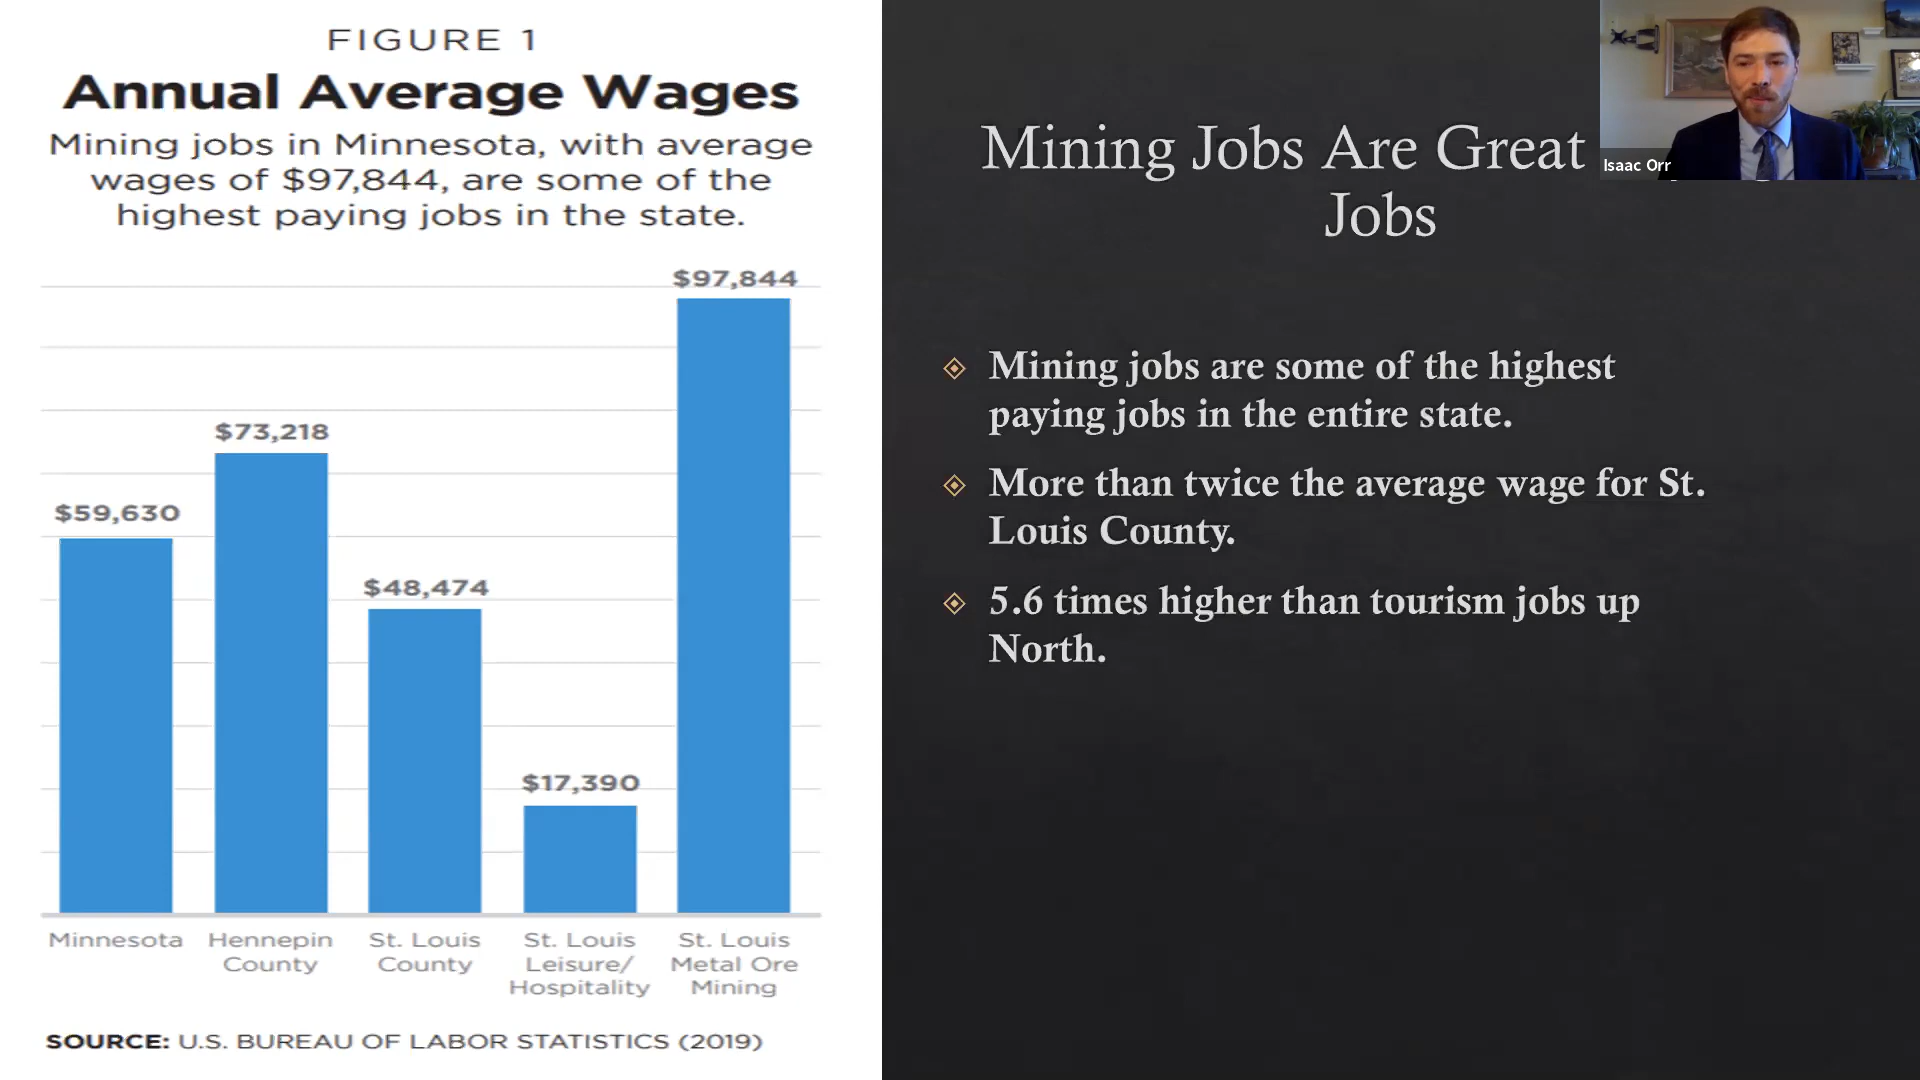 FIGURE 1
Annual Average Wages
Mining jobs in Minnesota, with average
wages of $97,844, are some of the
highest paying jobs in the state.
$97,844
$73,218
$59,630
$48,474
$17,390
Minnesota
Hennepin
County
St. Louis
County
St. Louis
Leisure/
Hospitality
St. Louis
Metal Ore
Mining
SOURCE: U.S. BUREAU OF LABOR STATISTICS (2019)
Mining Jobs Are Great
Jobs
Mining jobs are some of the highest
paying jobs in the entire state.
More than twice the average wage for St.
Louis County.
5.6 times higher than tourism jobs up
North.
Isaac Orr